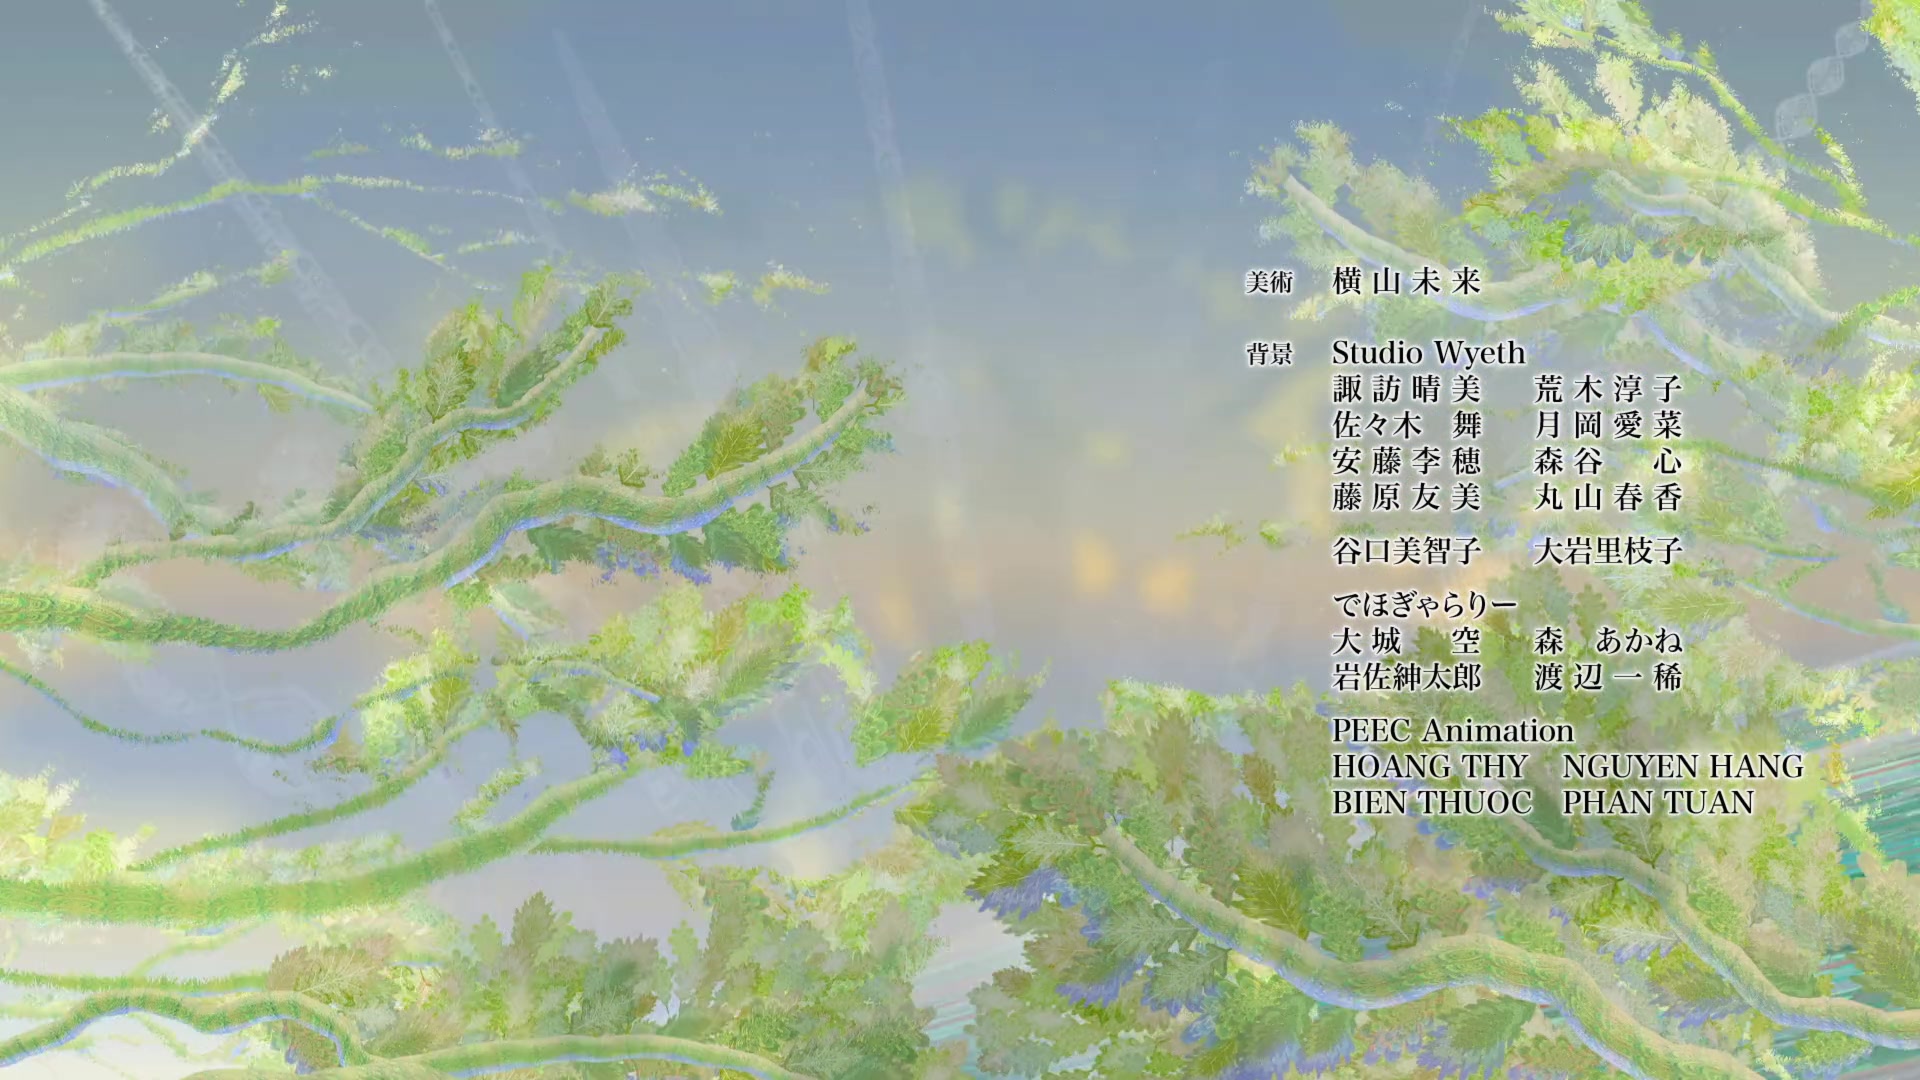 美術 横山未来
背景 Studio Wyeth
諏訪晴美 荒木淳子
佐々木 舞 月岡愛菜
安藤李穂 森谷 心
藤原友美 丸山春香
谷口美智子 大岩里枝子
でほぎゃらりー
大城 空 森 あかね
岩佐紳太郎 渡辺一稀
PEEC Animation
HOANG THY NGUYEN HANG
BIEN THUOC PHAN TUAN